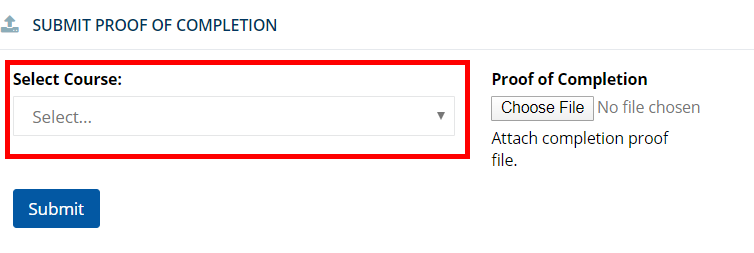 SUBMIT PROOF OF COMPLETION
Select Course:
Select...
Proof of Completion
Choose File No file chosen
Attach completion proof
file.
Submit